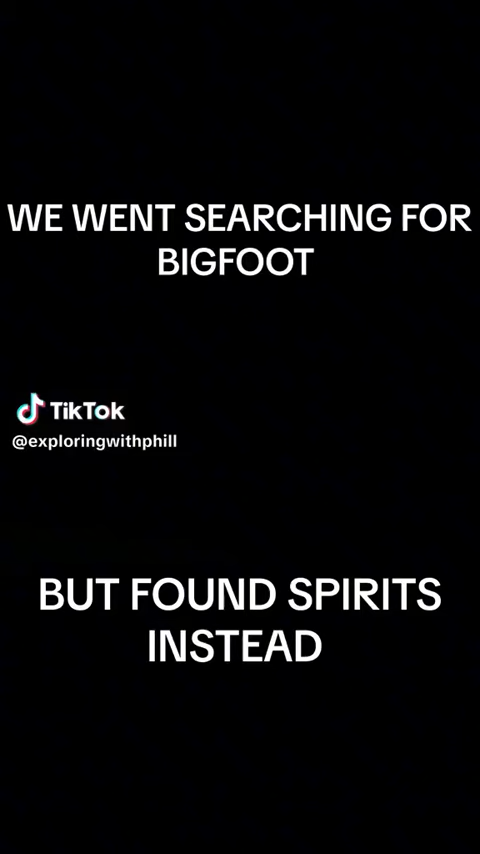 WE WENT SEARCHING FOR
BIGFOOT
TikTok
@exploringwithphill
BUT FOUND SPIRITS
INSTEAD